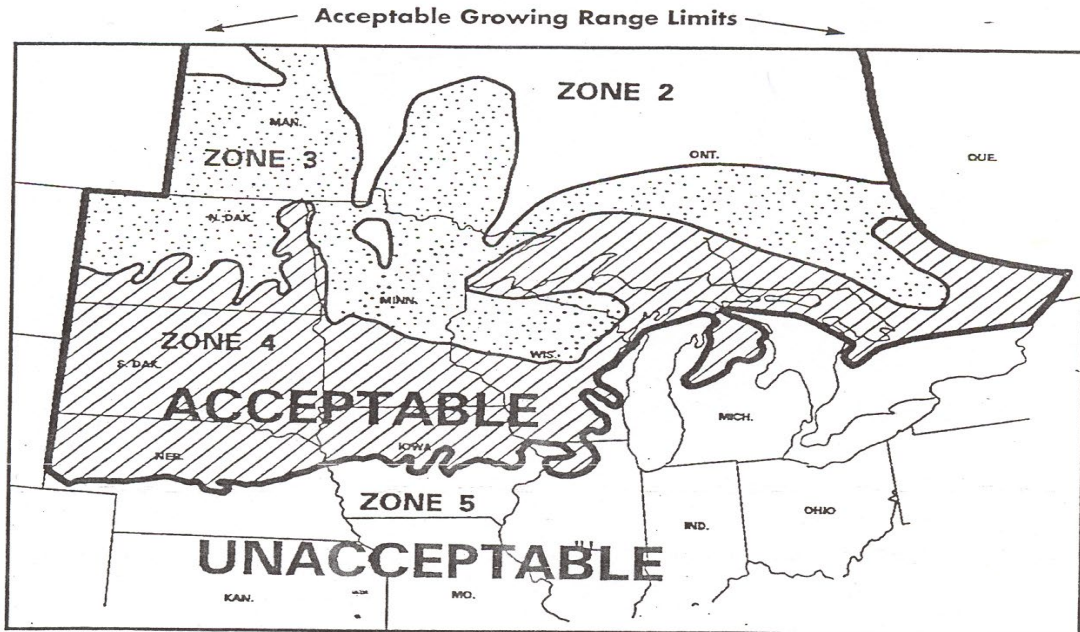 Acceptable Growing Range Limits
ZONE 2
MAN.
ZONE 3
ONT.
QUE.
N. DAK.
MINN.
ZONE 4
WIS.
S. DAK.
ACCEPTABLE
MICH.
IOWA
NEB.
ZONE 5
OHIO
IND.
ILL
UNACCEPTABLE
KAN.
MO.